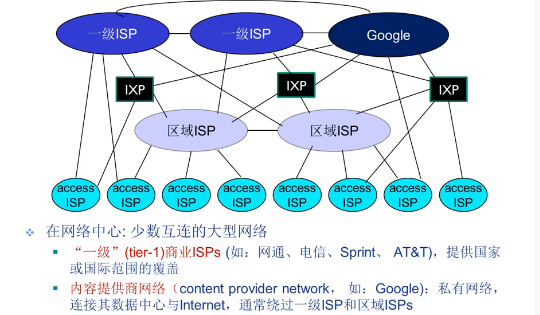 一级ISP
一级ISP
Google
IXP
IXP
IXP
区域ISP
区域ISP
access
ISP
access
ISP
access
ISP
access
ISP
access
ISP
access
ISP
access
ISP
access
ISP
在网络中心: 少数互连的大型网络
“一级”(tier-1)商业ISPs (如：网通、电信、Sprint、 AT&T)，提供国家
或国际范围的覆盖
内容提供商网络（content provider network， 如：Google)：私有网络，
连接其数据中心与Internet，通常绕过一级ISP和区域ISPs